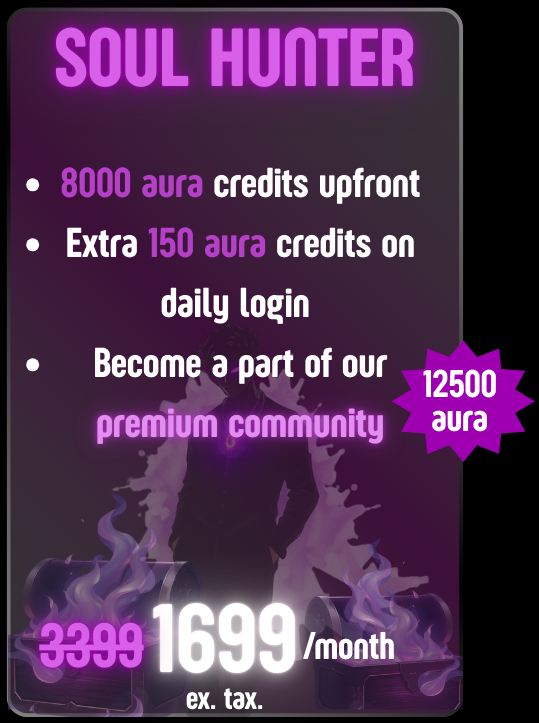 SOUL HUNTER
• 8000 aura credits upfront
• Extra 150 aura credits on
daily login
• Become a part of our
premium community
12500
aura
3399 1699 /month
ex. tax.